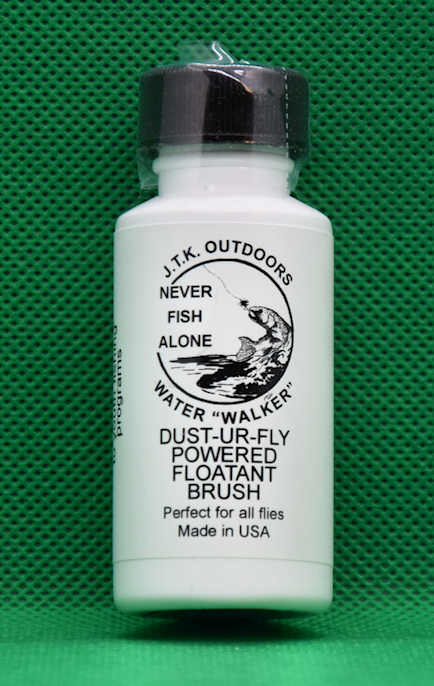 J.T.K. OUTDOORS
NEVER
FISH
ALONE
WATER "WALKER"
DUST-UR-FLY
POWERED
FLOATANT
BRUSH
Perfect for all flies
Made in USA
programs